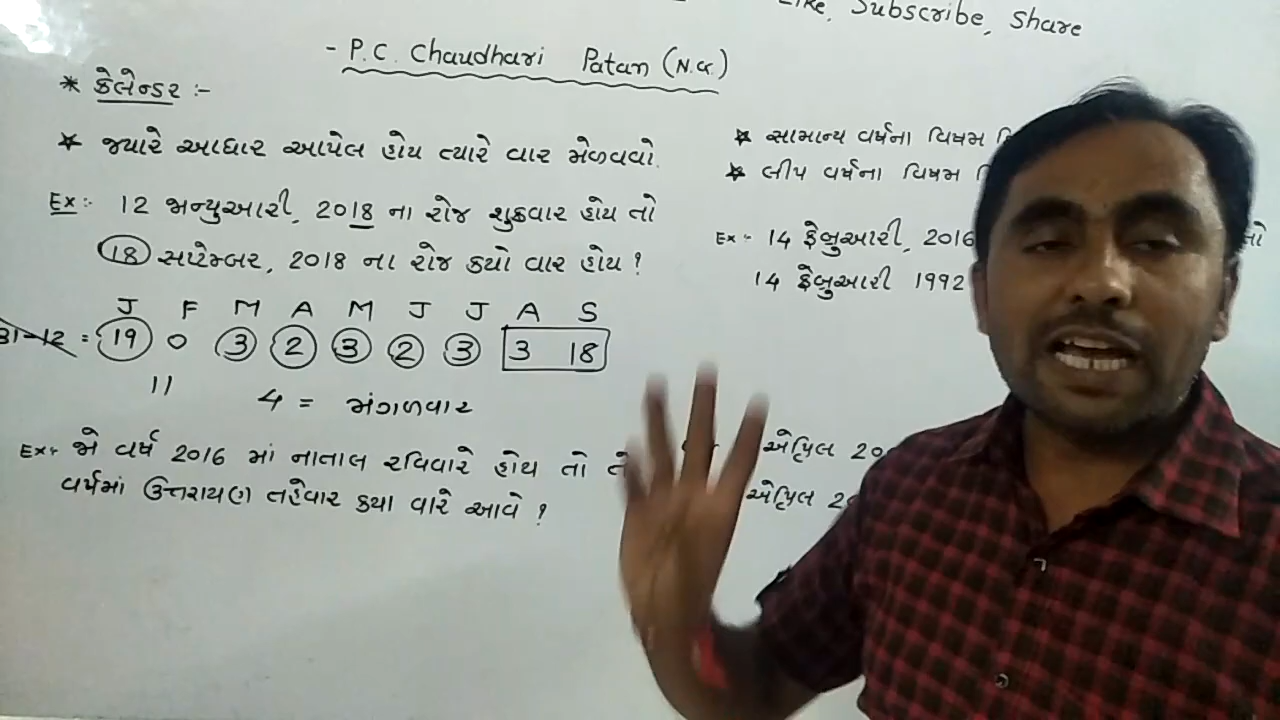 Like, Subscribe, Share
- P.C. Chaudhari Patan (N.G.)
* કેલેન્ડર :-
* જ્યારે આધાર આપેલ હોય ત્યારે વાર મેળવવો.
Ex:- 12 જાન્યુઆરી, 2018 ના રોજ શુક્રવાર હોય તો
18 સપ્ટેમ્બર, 2018 ના રોજ કયો વાર હોય ?
J F M A M J J A S
31-12 = 19 0 3 2 3 2 3 3 18
11
4 = મંગળવાર
Ex:- જો વર્ષ 2016 માં નાતાલ રવિવારે હોય તો તે
વર્ષમાં ઉત્તરાયણ તહેવાર કયા વારે આવે ?
* સામાન્ય વર્ષના વિષમ
* લીપ વર્ષના વિષમ
Ex:- 14 ફેબ્રુઆરી, 2016
14 ફેબ્રુઆરી 1992
એપ્રિલ 20
એપ્રિલ 2